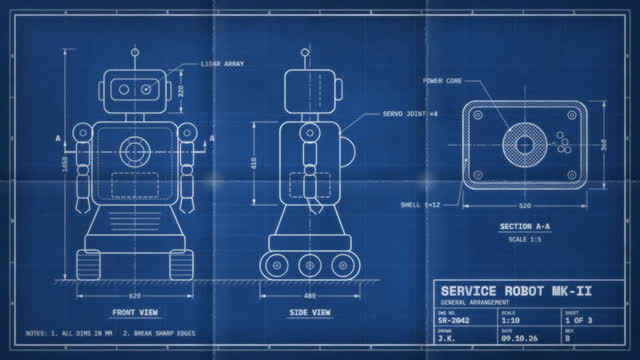 LIDAR ARRAY
320
A
A
1450
620
FRONT VIEW
SERVO JOINT ×4
410
480
SIDE VIEW
POWER CORE
360
SHELL t=12
520
SECTION A-A
SCALE 1:5
NOTES: 1. ALL DIMS IN MM 2. BREAK SHARP EDGES
SERVICE ROBOT MK-II
GENERAL ARRANGEMENT
DWG NO. SCALE SHEET
SR-2042 1:10 1 OF 3
DRAWN DATE REV
J.K. 09.10.26 B